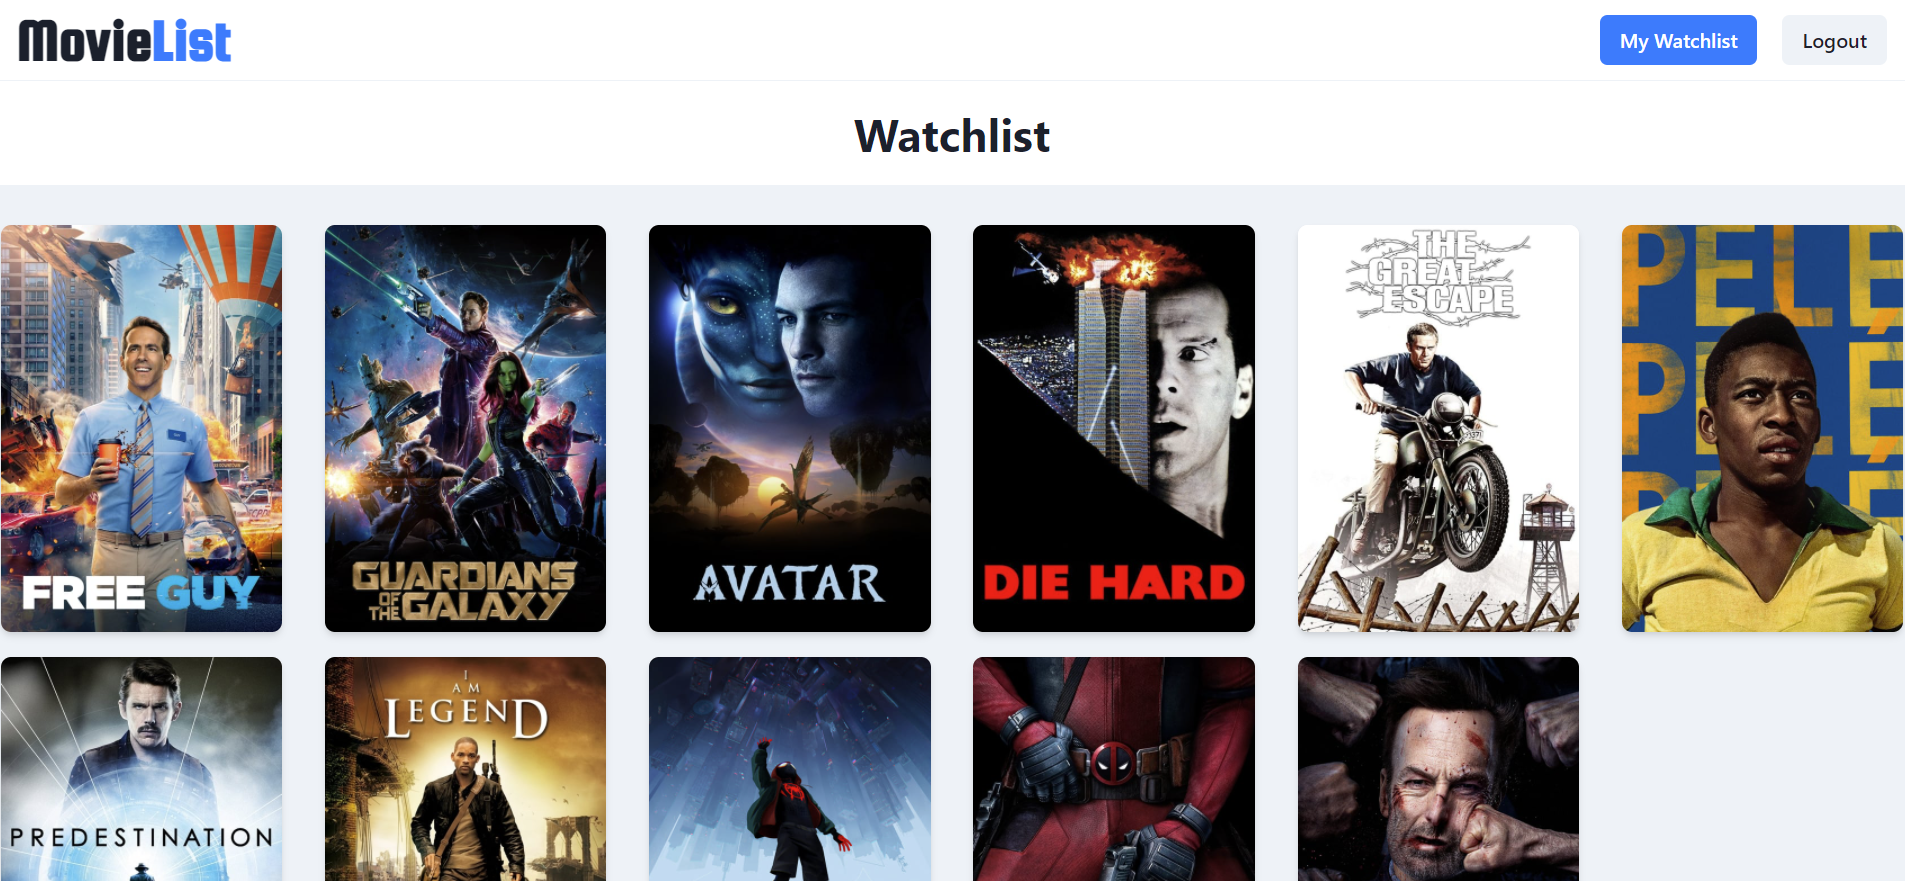 MovieList
My Watchlist
Logout
Watchlist
FREE GUY
GUARDIANS
OF THE GALAXY
AVATAR
DIE HARD
THE
GREAT
ESCAPE
PELÉ
PELÉ
PREDESTINATION
I
AM
LEGEND